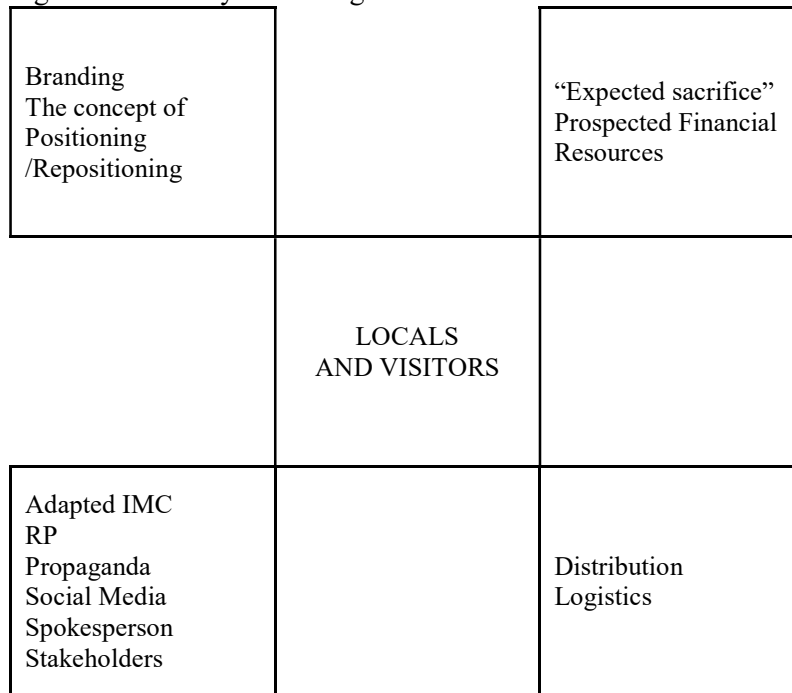 Branding
The concept of
Positioning
/Repositioning
“Expected sacrifice”
Prospected Financial
Resources
LOCALS
AND VISITORS
Adapted IMC
RP
Propaganda
Social Media
Spokesperson
Stakeholders
Distribution
Logistics